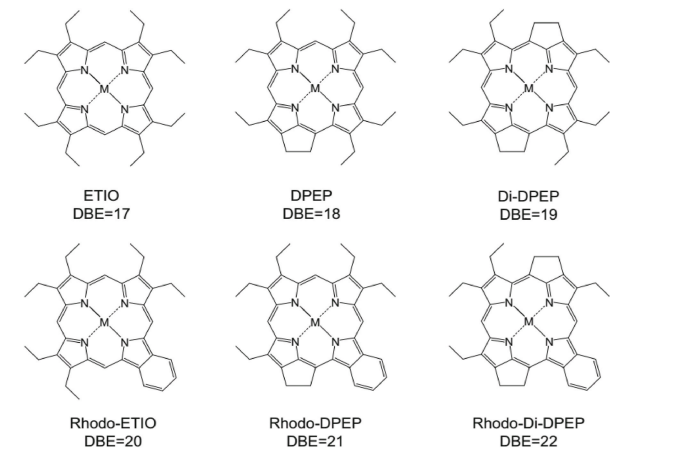 N N
M
N N
N N
M
N N
N N
M
N N
ETIO DPEP Di-DPEP
DBE=17 DBE=18 DBE=19
N N
M
N N
N N
M
N N
N N
M
N N
Rhodo-ETIO Rhodo-DPEP Rhodo-Di-DPEP
DBE=20 DBE=21 DBE=22